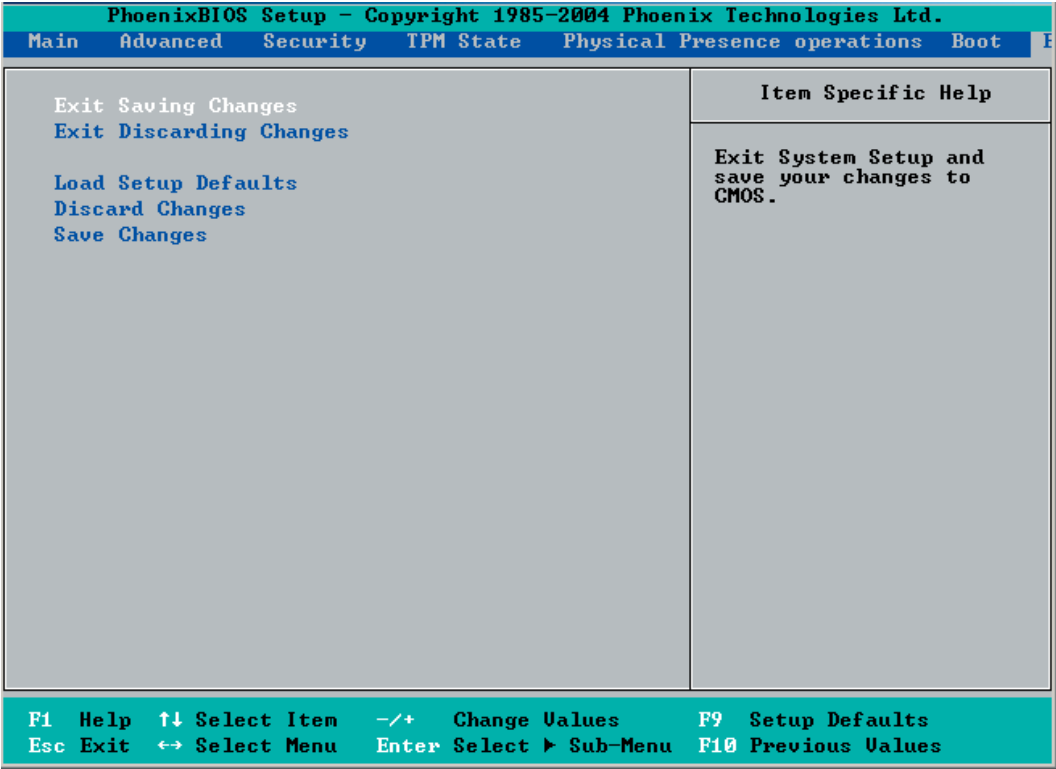 PhoenixBIOS Setup - Copyright 1985-2004 Phoenix Technologies Ltd.
Main Advanced Security TPM State Physical Presence operations Boot E
Exit Saving Changes
Exit Discarding Changes
Load Setup Defaults
Discard Changes
Save Changes
Item Specific Help
Exit System Setup and
save your changes to
CMOS.
F1 Help ↑↓ Select Item -/+ Change Values F9 Setup Defaults
Esc Exit ↔ Select Menu Enter Select ▶ Sub-Menu F10 Previous Values